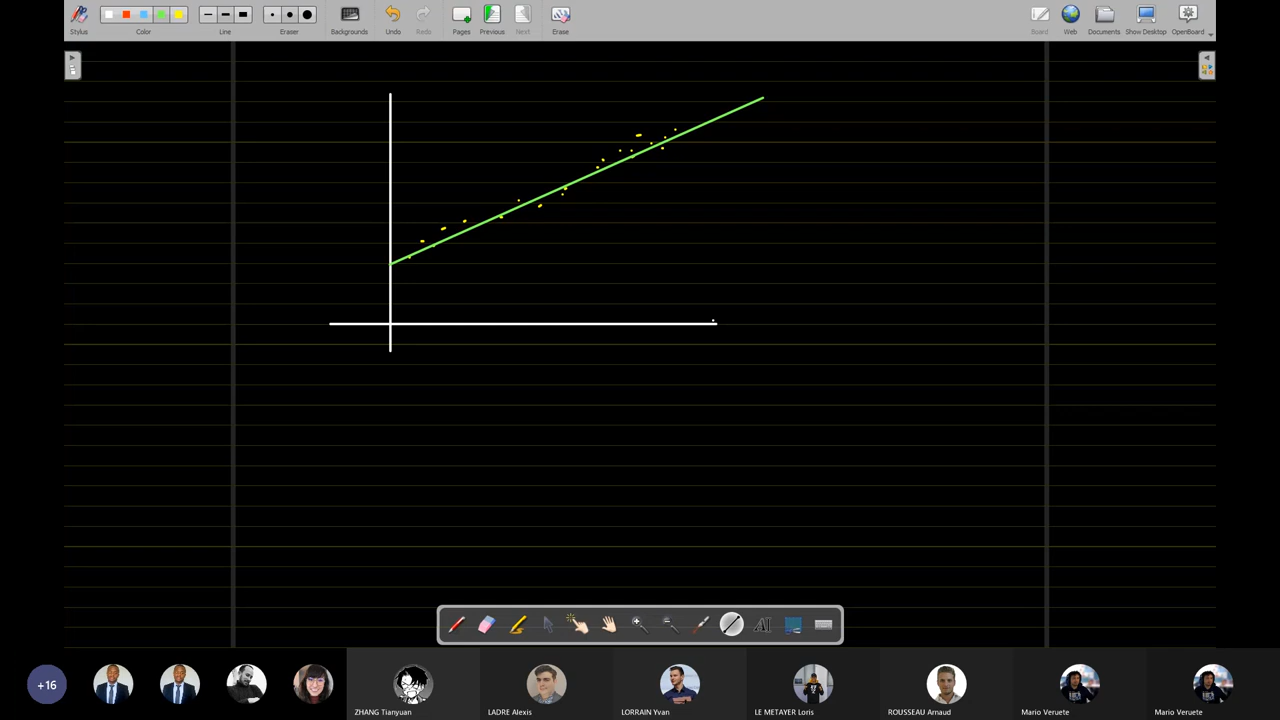 Stylus
Color
Line
Eraser
Backgrounds
Undo
Redo
Pages
Previous
Next
Erase
Board
Web
Documents
Show Desktop
OpenBoard
AI
+16
ZHANG Tianyuan
LADRE Alexis
LORRAIN Yvan
LE METAYER Loris
ROUSSEAU Arnaud
Mario Veruete
Mario Veruete